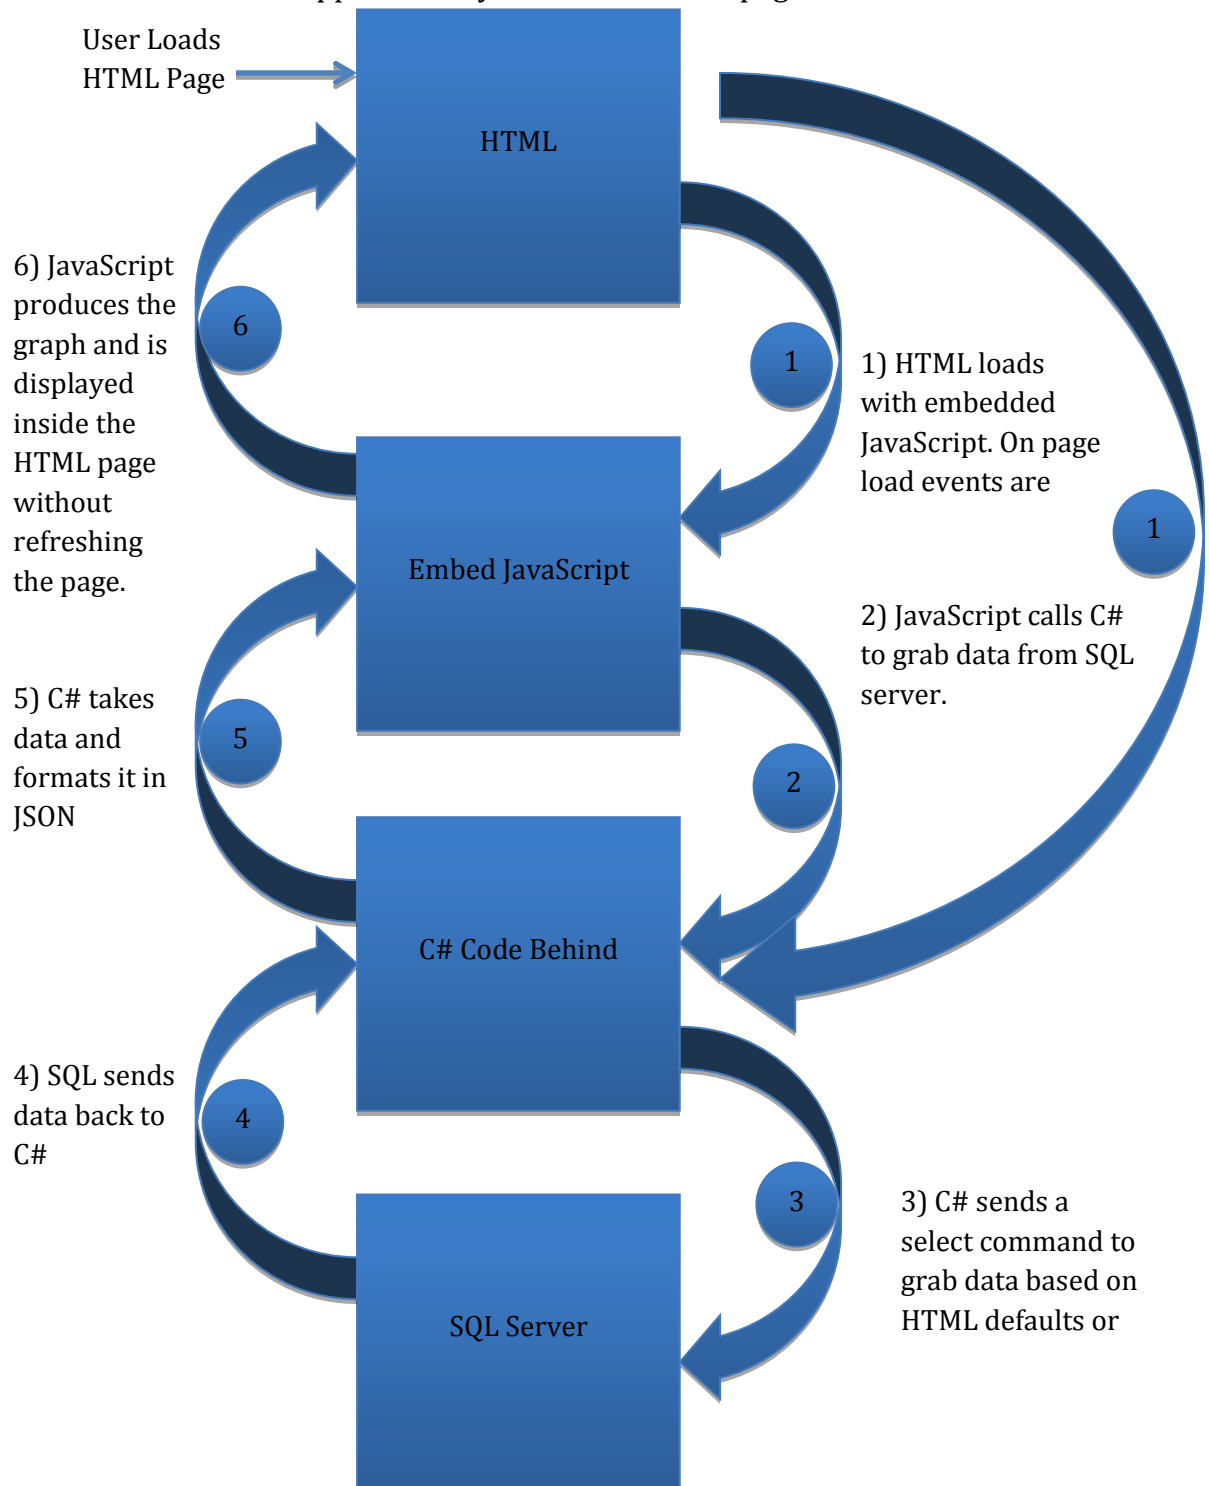 User Loads
HTML Page
HTML
6) JavaScript
produces the
graph and is
displayed
inside the
HTML page
without
refreshing
the page.
6
1
1) HTML loads
with embedded
JavaScript. On page
load events are
1
Embed JavaScript
2) JavaScript calls C#
to grab data from SQL
server.
5) C# takes
data and
formats it in
JSON
5
2
C# Code Behind
4) SQL sends
data back to
C#
4
3
3) C# sends a
select command to
grab data based on
HTML defaults or
SQL Server